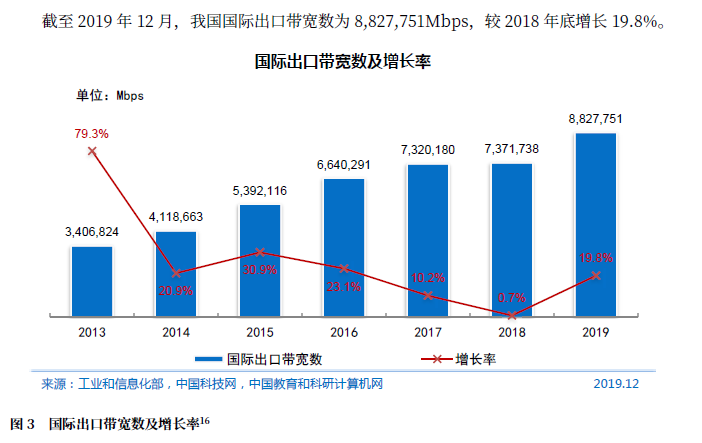 截至 2019 年 12 月，我国国际出口带宽数为 8,827,751Mbps，较 2018 年底增长 19.8%。
国际出口带宽数及增长率
单位：Mbps
8,827,751
79.3%
7,320,180
7,371,738
6,640,291
5,392,116
4,118,663
3,406,824
20.9%
30.9%
23.1%
10.2%
0.7%
19.8%
2013 2014 2015 2016 2017 2018 2019
国际出口带宽数 增长率
来源：工业和信息化部，中国科技网，中国教育和科研计算机网 2019.12
图 3 国际出口带宽数及增长率16